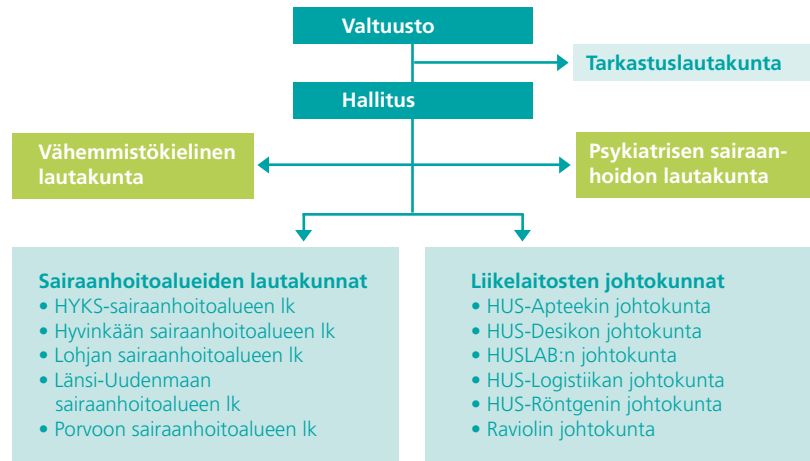 Valtuusto
Tarkastuslautakunta
Hallitus
Vähemmistökielinen
lautakunta
Psykiatrisen sairaan-
hoidon lautakunta
Sairaanhoitoalueiden lautakunnat
• HYKS-sairaanhoitoalueen lk
• Hyvinkään sairaanhoitoalueen lk
• Lohjan sairaanhoitoalueen lk
• Länsi-Uudenmaan
sairaanhoitoalueen lk
• Porvoon sairaanhoitoalueen lk
Liikelaitosten johtokunnat
• HUS-Apteekin johtokunta
• HUS-Desikon johtokunta
• HUSLAB:n johtokunta
• HUS-Logistiikan johtokunta
• HUS-Röntgenin johtokunta
• Raviolin johtokunta